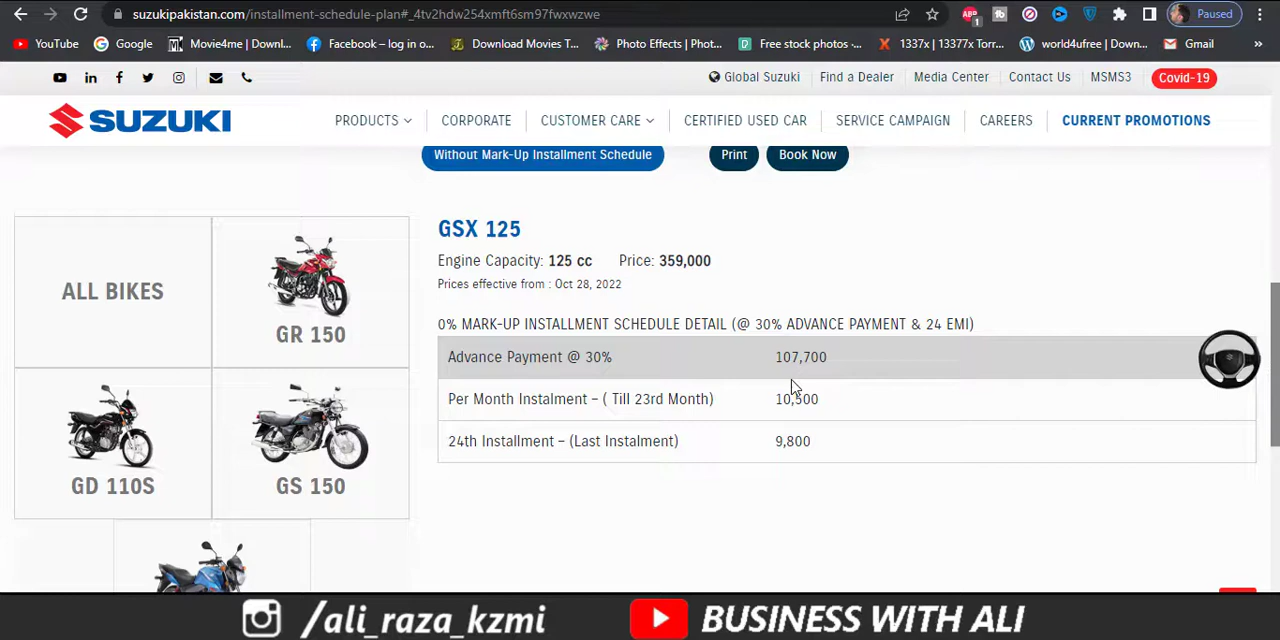 suzukipakistan.com/installment-schedule-plan#_4tv2hdw254xmft6sm97fwxwzwe
ABP
1
Paused
YouTube
Google
Movie4me | Downl...
Facebook – log in o...
Download Movies T...
Photo Effects | Phot...
Free stock photos -...
1337x | 13377x Torr...
world4ufree | Down...
Gmail
»
Global Suzuki
Find a Dealer
Media Center
Contact Us
MSMS3
Covid-19
SUZUKI
PRODUCTS
CORPORATE
CUSTOMER CARE
CERTIFIED USED CAR
SERVICE CAMPAIGN
CAREERS
CURRENT PROMOTIONS
Without Mark-Up Installment Schedule
Print
Book Now
ALL BIKES
GR 150
GD 110S
GS 150
GSX 125
Engine Capacity: 125 cc Price: 359,000
Prices effective from : Oct 28, 2022
0% MARK-UP INSTALLMENT SCHEDULE DETAIL (@ 30% ADVANCE PAYMENT & 24 EMI)
Advance Payment @ 30% 107,700
Per Month Instalment – ( Till 23rd Month) 10,500
24th Installment – (Last Instalment) 9,800
/ali_raza_kzmi
BUSINESS WITH ALI